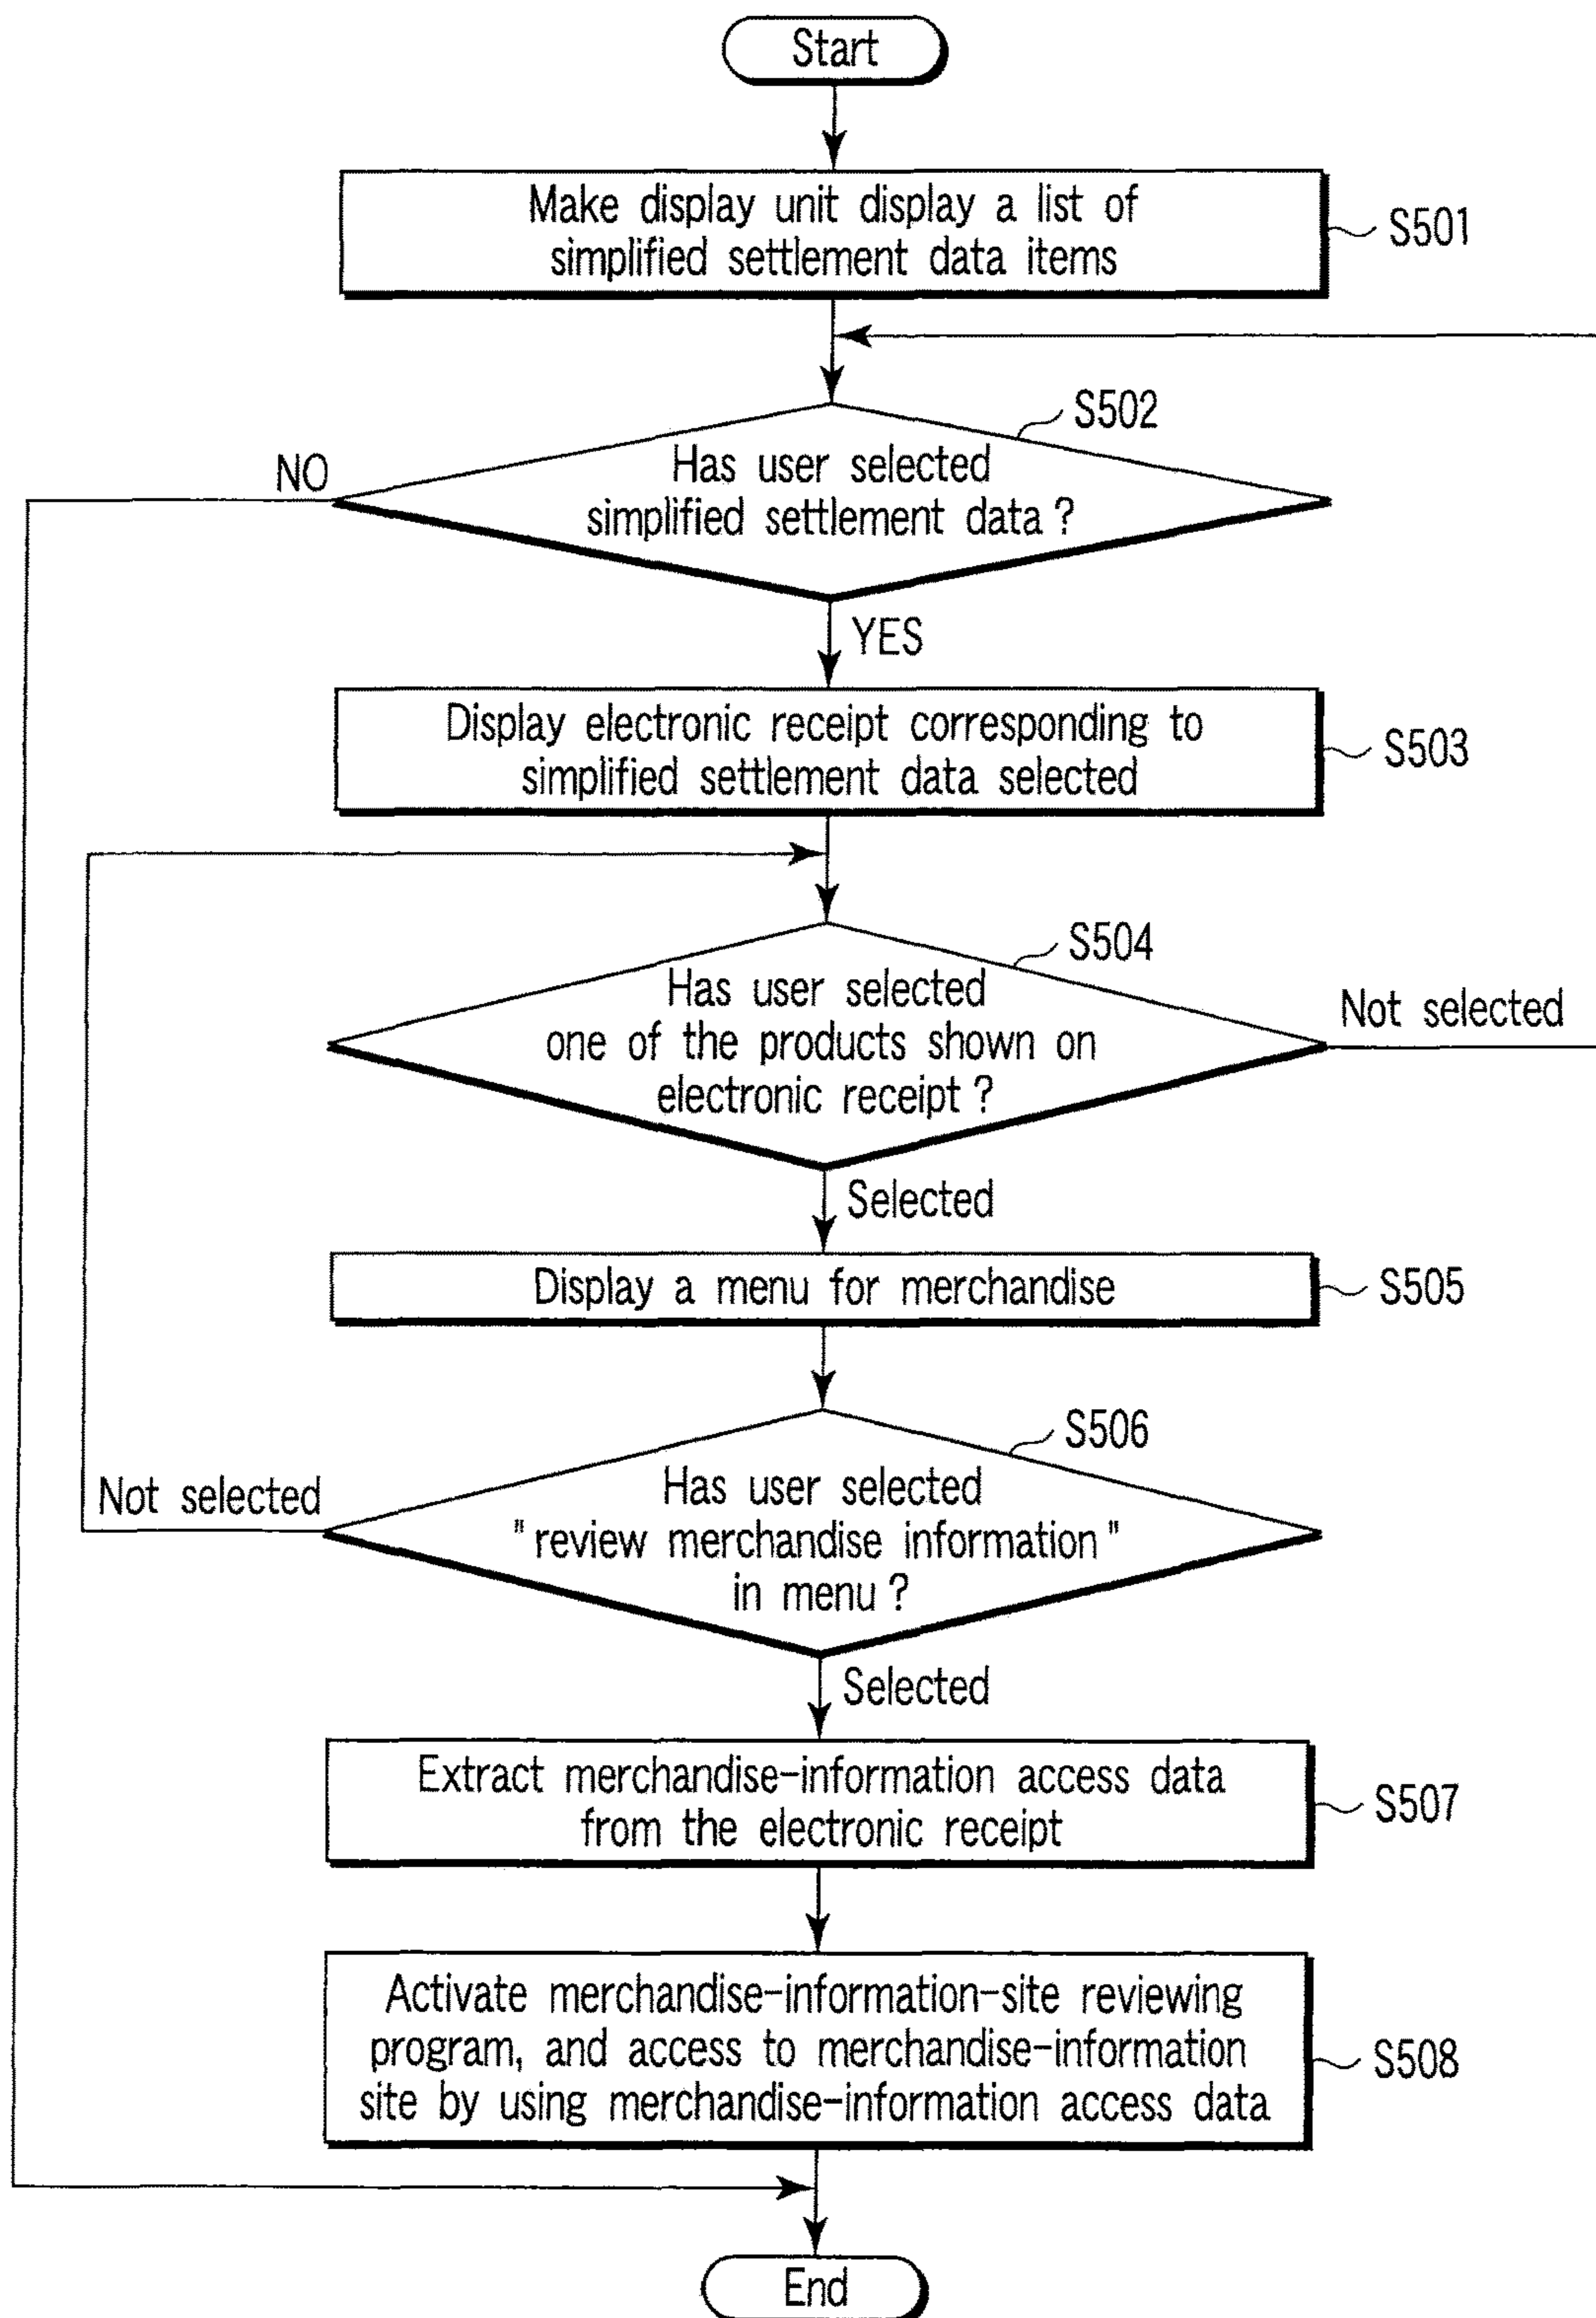 Start
Make display unit display a list of
simplified settlement data items
S501
S502
Has user selected
simplified settlement data ?
NO
YES
Display electronic receipt corresponding to
simplified settlement data selected
S503
S504
Has user selected
one of the products shown on
electronic receipt ?
Not selected
Selected
Display a menu for merchandise
S505
S506
Has user selected
"review merchandise information"
in menu ?
Not selected
Selected
Extract merchandise-information access data
from the electronic receipt
S507
Activate merchandise-information-site reviewing
program, and access to merchandise-information
site by using merchandise-information access data
S508
End